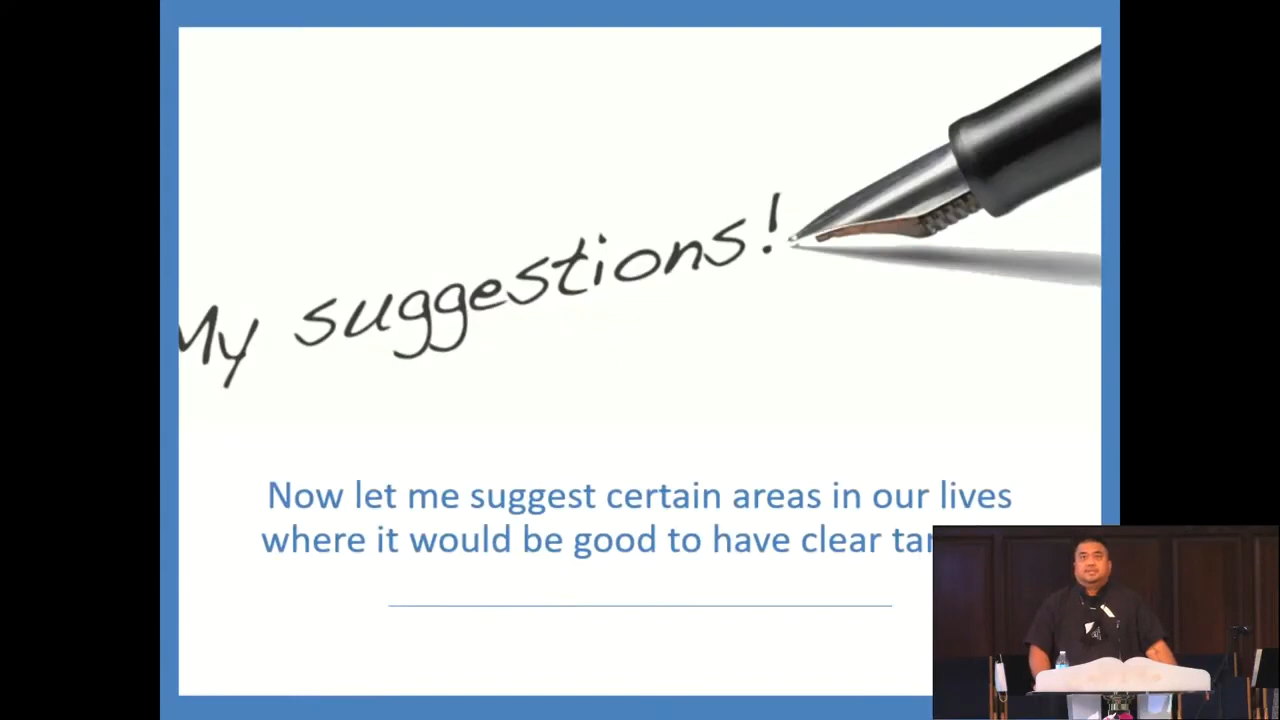 My suggestions!
Now let me suggest certain areas in our lives
where it would be good to have clear